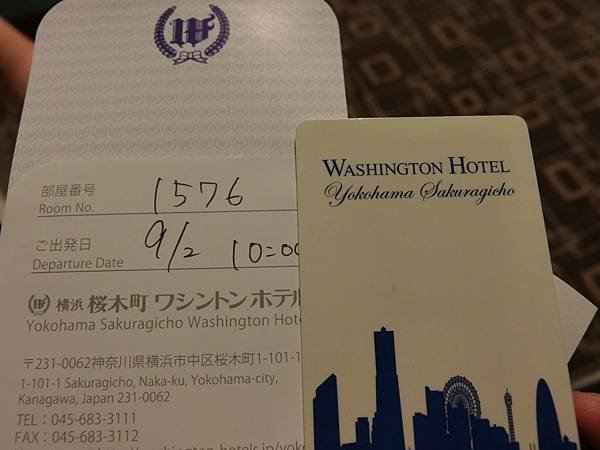 部屋番号
Room No.
1576
ご出発日
Departure Date
9/2 10:00
横浜 桜木町 ワシントンホテル
Yokohama Sakuragicho Washington
〒231-0062神奈川県横浜市中区桜木町1-101-1
1-101-1 Sakuragicho, Naka-ku, Yokohama-city,
Kanagawa, Japan 231-0062
TEL : 045-683-3111
FAX : 045-683-3112
WASHINGTON HOTEL
Yokohama Sakuragicho